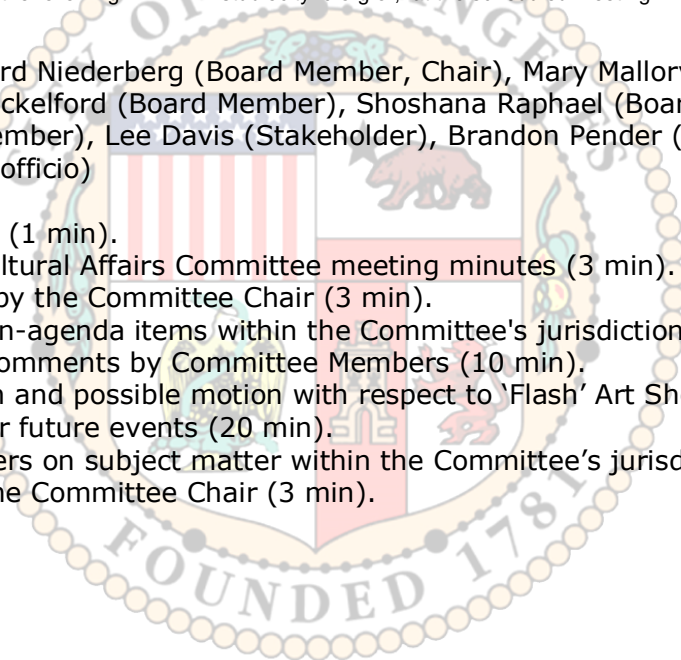 rd Niederberg (Board Member, Chair), Mary Mallory
ckelford (Board Member), Shoshana Raphael (Boar
ember), Lee Davis (Stakeholder), Brandon Pender (
officio)
(1 min).
ltural Affairs Committee meeting minutes (3 min).
by the Committee Chair (3 min).
n-agenda items within the Committee's jurisdiction
omments by Committee Members (10 min).
n and possible motion with respect to ‘Flash’ Art Sh
r future events (20 min).
ers on subject matter within the Committee’s jurisd
he Committee Chair (3 min).
FOUNDED 1781